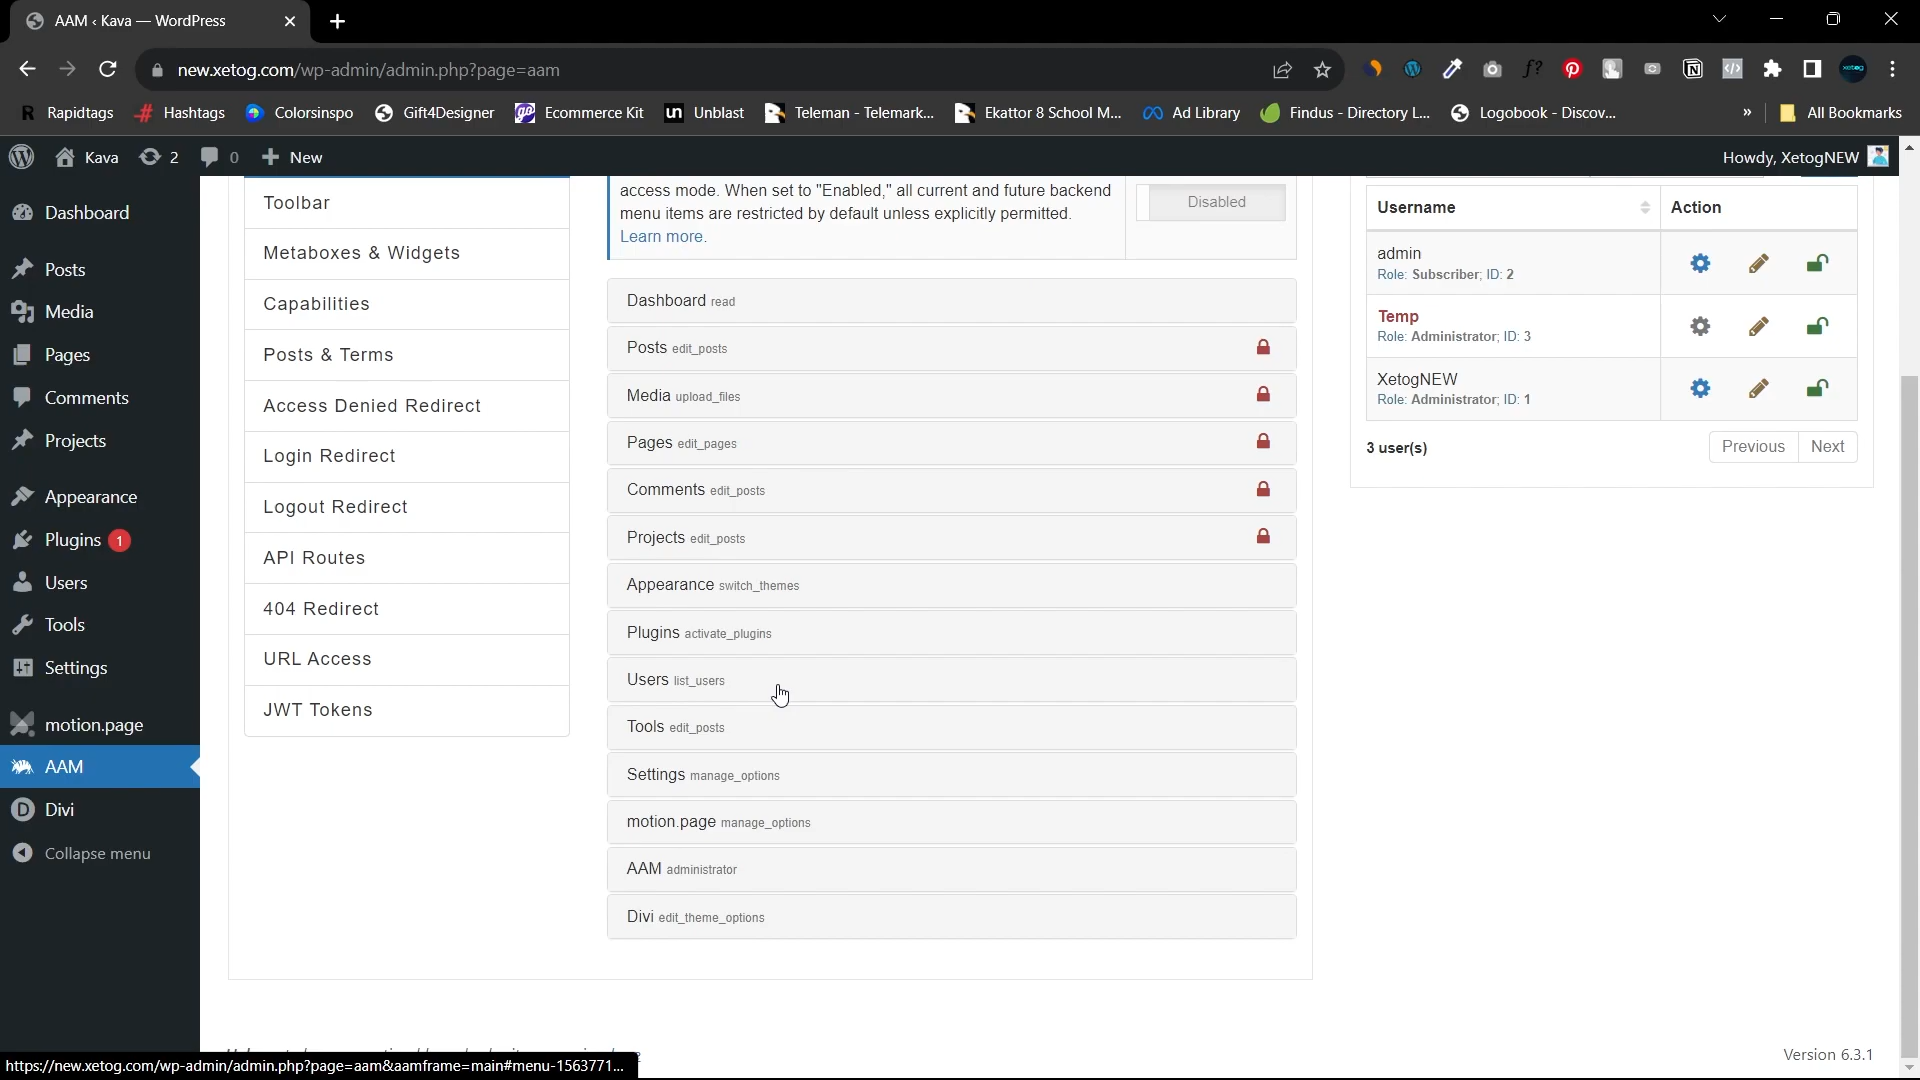 AAM ‹ Kava — WordPress
new.xetog.com/wp-admin/admin.php?page=aam
Rapidtags
Hashtags
Colorsinspo
Gift4Designer
Ecommerce Kit
Unblast
Teleman - Telemark...
Ekattor 8 School M...
Ad Library
Findus - Directory L...
Logobook - Discov...
»
All Bookmarks
Kava
2
0
New
Howdy, XetogNEW
Dashboard
Posts
Media
Pages
Comments
Projects
Appearance
Plugins 1
Users
Tools
Settings
motion.page
AAM
Divi
Collapse menu
Toolbar
Metaboxes & Widgets
Capabilities
Posts & Terms
Access Denied Redirect
Login Redirect
Logout Redirect
API Routes
404 Redirect
URL Access
JWT Tokens
access mode. When set to "Enabled," all current and future backend
menu items are restricted by default unless explicitly permitted.
Learn more.
Disabled
Dashboard read
Posts edit_posts
Media upload_files
Pages edit_pages
Comments edit_posts
Projects edit_posts
Appearance switch_themes
Plugins activate_plugins
Users list_users
Tools edit_posts
Settings manage_options
motion.page manage_options
AAM administrator
Divi edit_theme_options
Username Action
admin
Role: Subscriber; ID: 2
Temp
Role: Administrator; ID: 3
XetogNEW
Role: Administrator; ID: 1
3 user(s)
Previous Next
Version 6.3.1
https://new.xetog.com/wp-admin/admin.php?page=aam&aamframe=main#menu-1563771...